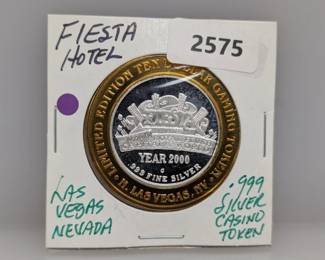 FIESTA
HOTEL
2575
LIMITED EDITION TEN DOLLAR GAMING TOKEN
FIESTA
YEAR 2000
G
.999 FINE SILVER
N. LAS VEGAS, NV
LAS
VEGAS
NEVADA
.999
SILVER
CASINO
TOKEN